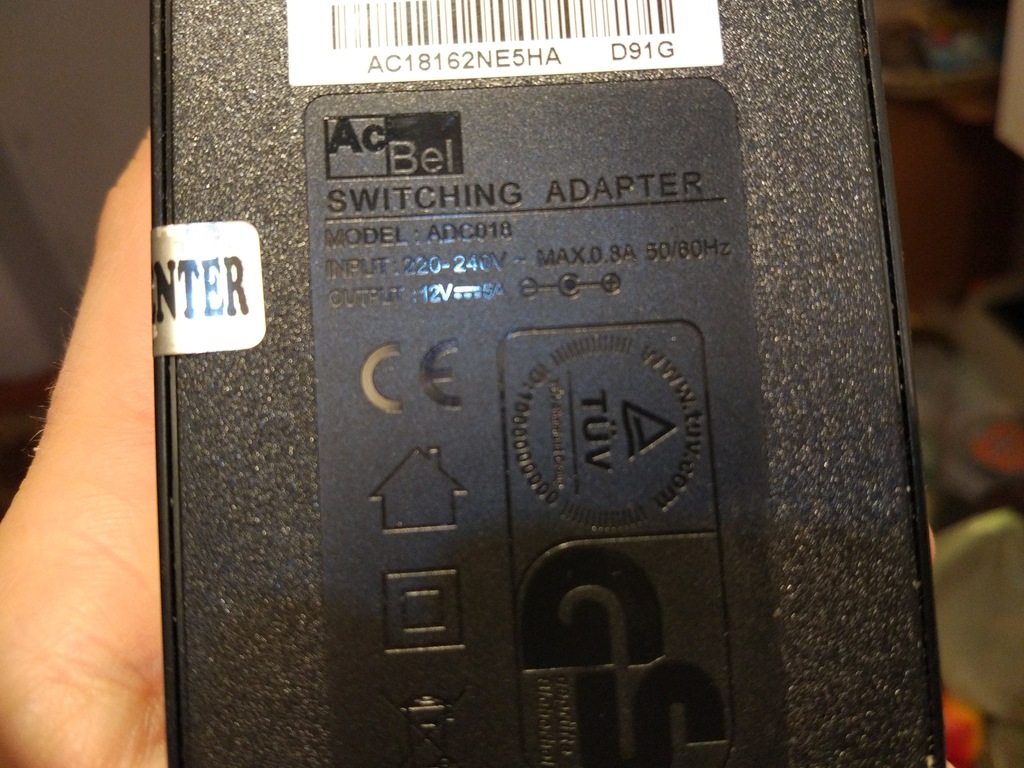 AC18162NE5HA D91G
AcBel
SWITCHING ADAPTER
MODEL : ADC018
INPUT : 220-240V ~ MAX.0.8A 50/60Hz
OUTPUT : 12V 5A
NTER
CE
www.tuv.com
TÜV
GS